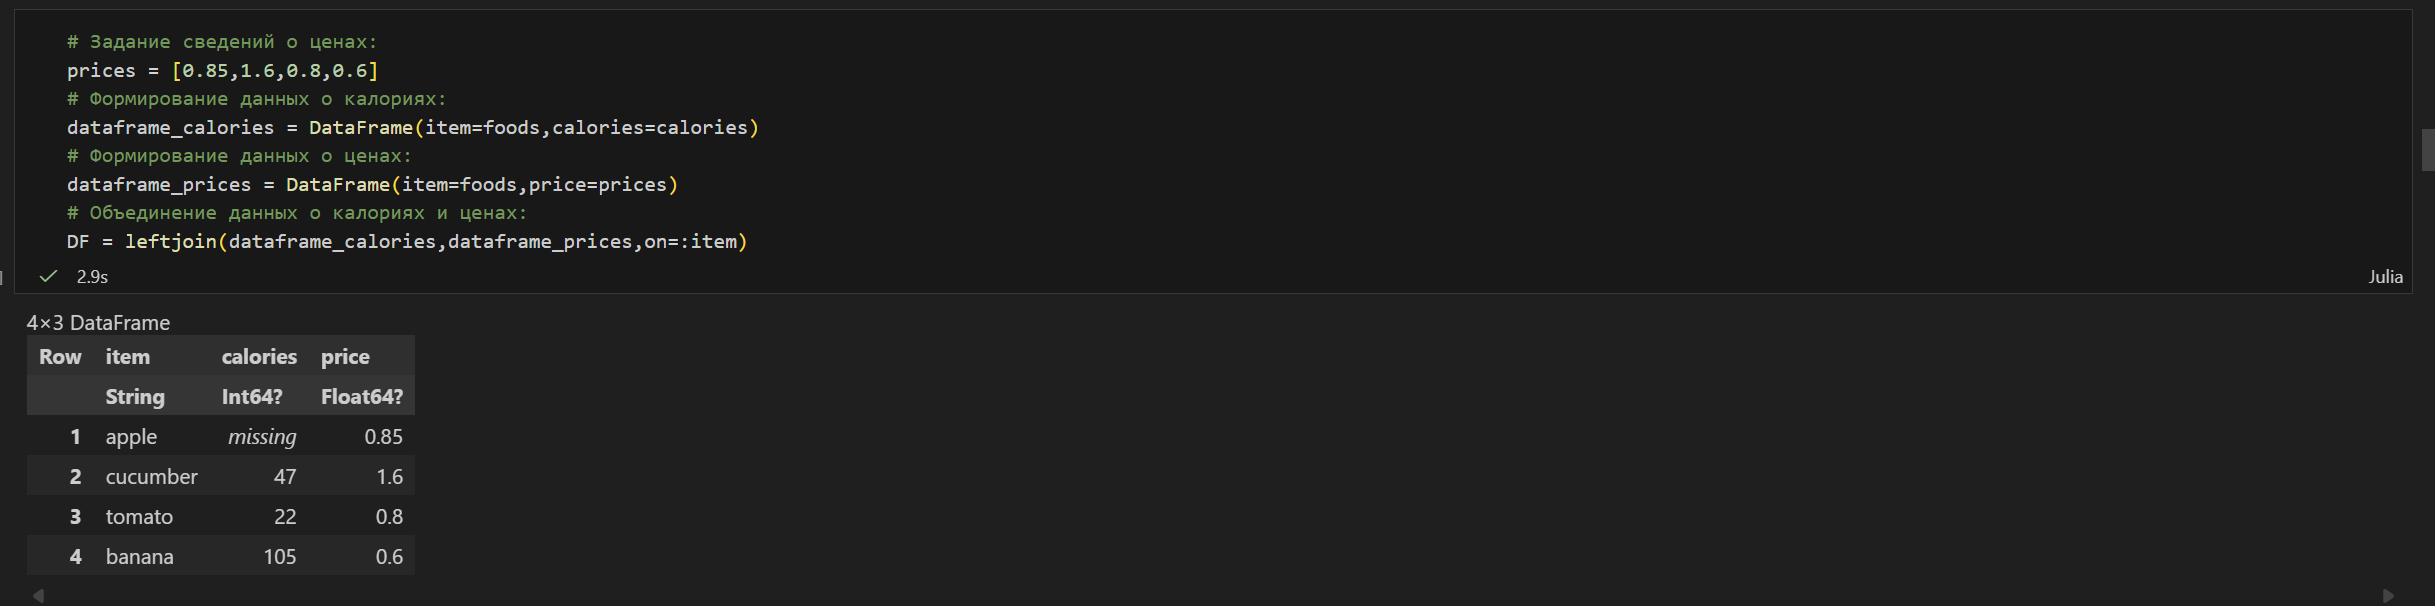 # Задание сведений о ценах:
prices = [0.85,1.6,0.8,0.6]
# Формирование данных о калориях:
dataframe_calories = DataFrame(item=foods,calories=calories)
# Формирование данных о ценах:
dataframe_prices = DataFrame(item=foods,price=prices)
# Объединение данных о калориях и ценах:
DF = leftjoin(dataframe_calories,dataframe_prices,on=:item)
] ✓ 2.9s Julia
4×3 DataFrame
Row item calories price
String Int64? Float64?
1 apple missing 0.85
2 cucumber 47 1.6
3 tomato 22 0.8
4 banana 105 0.6